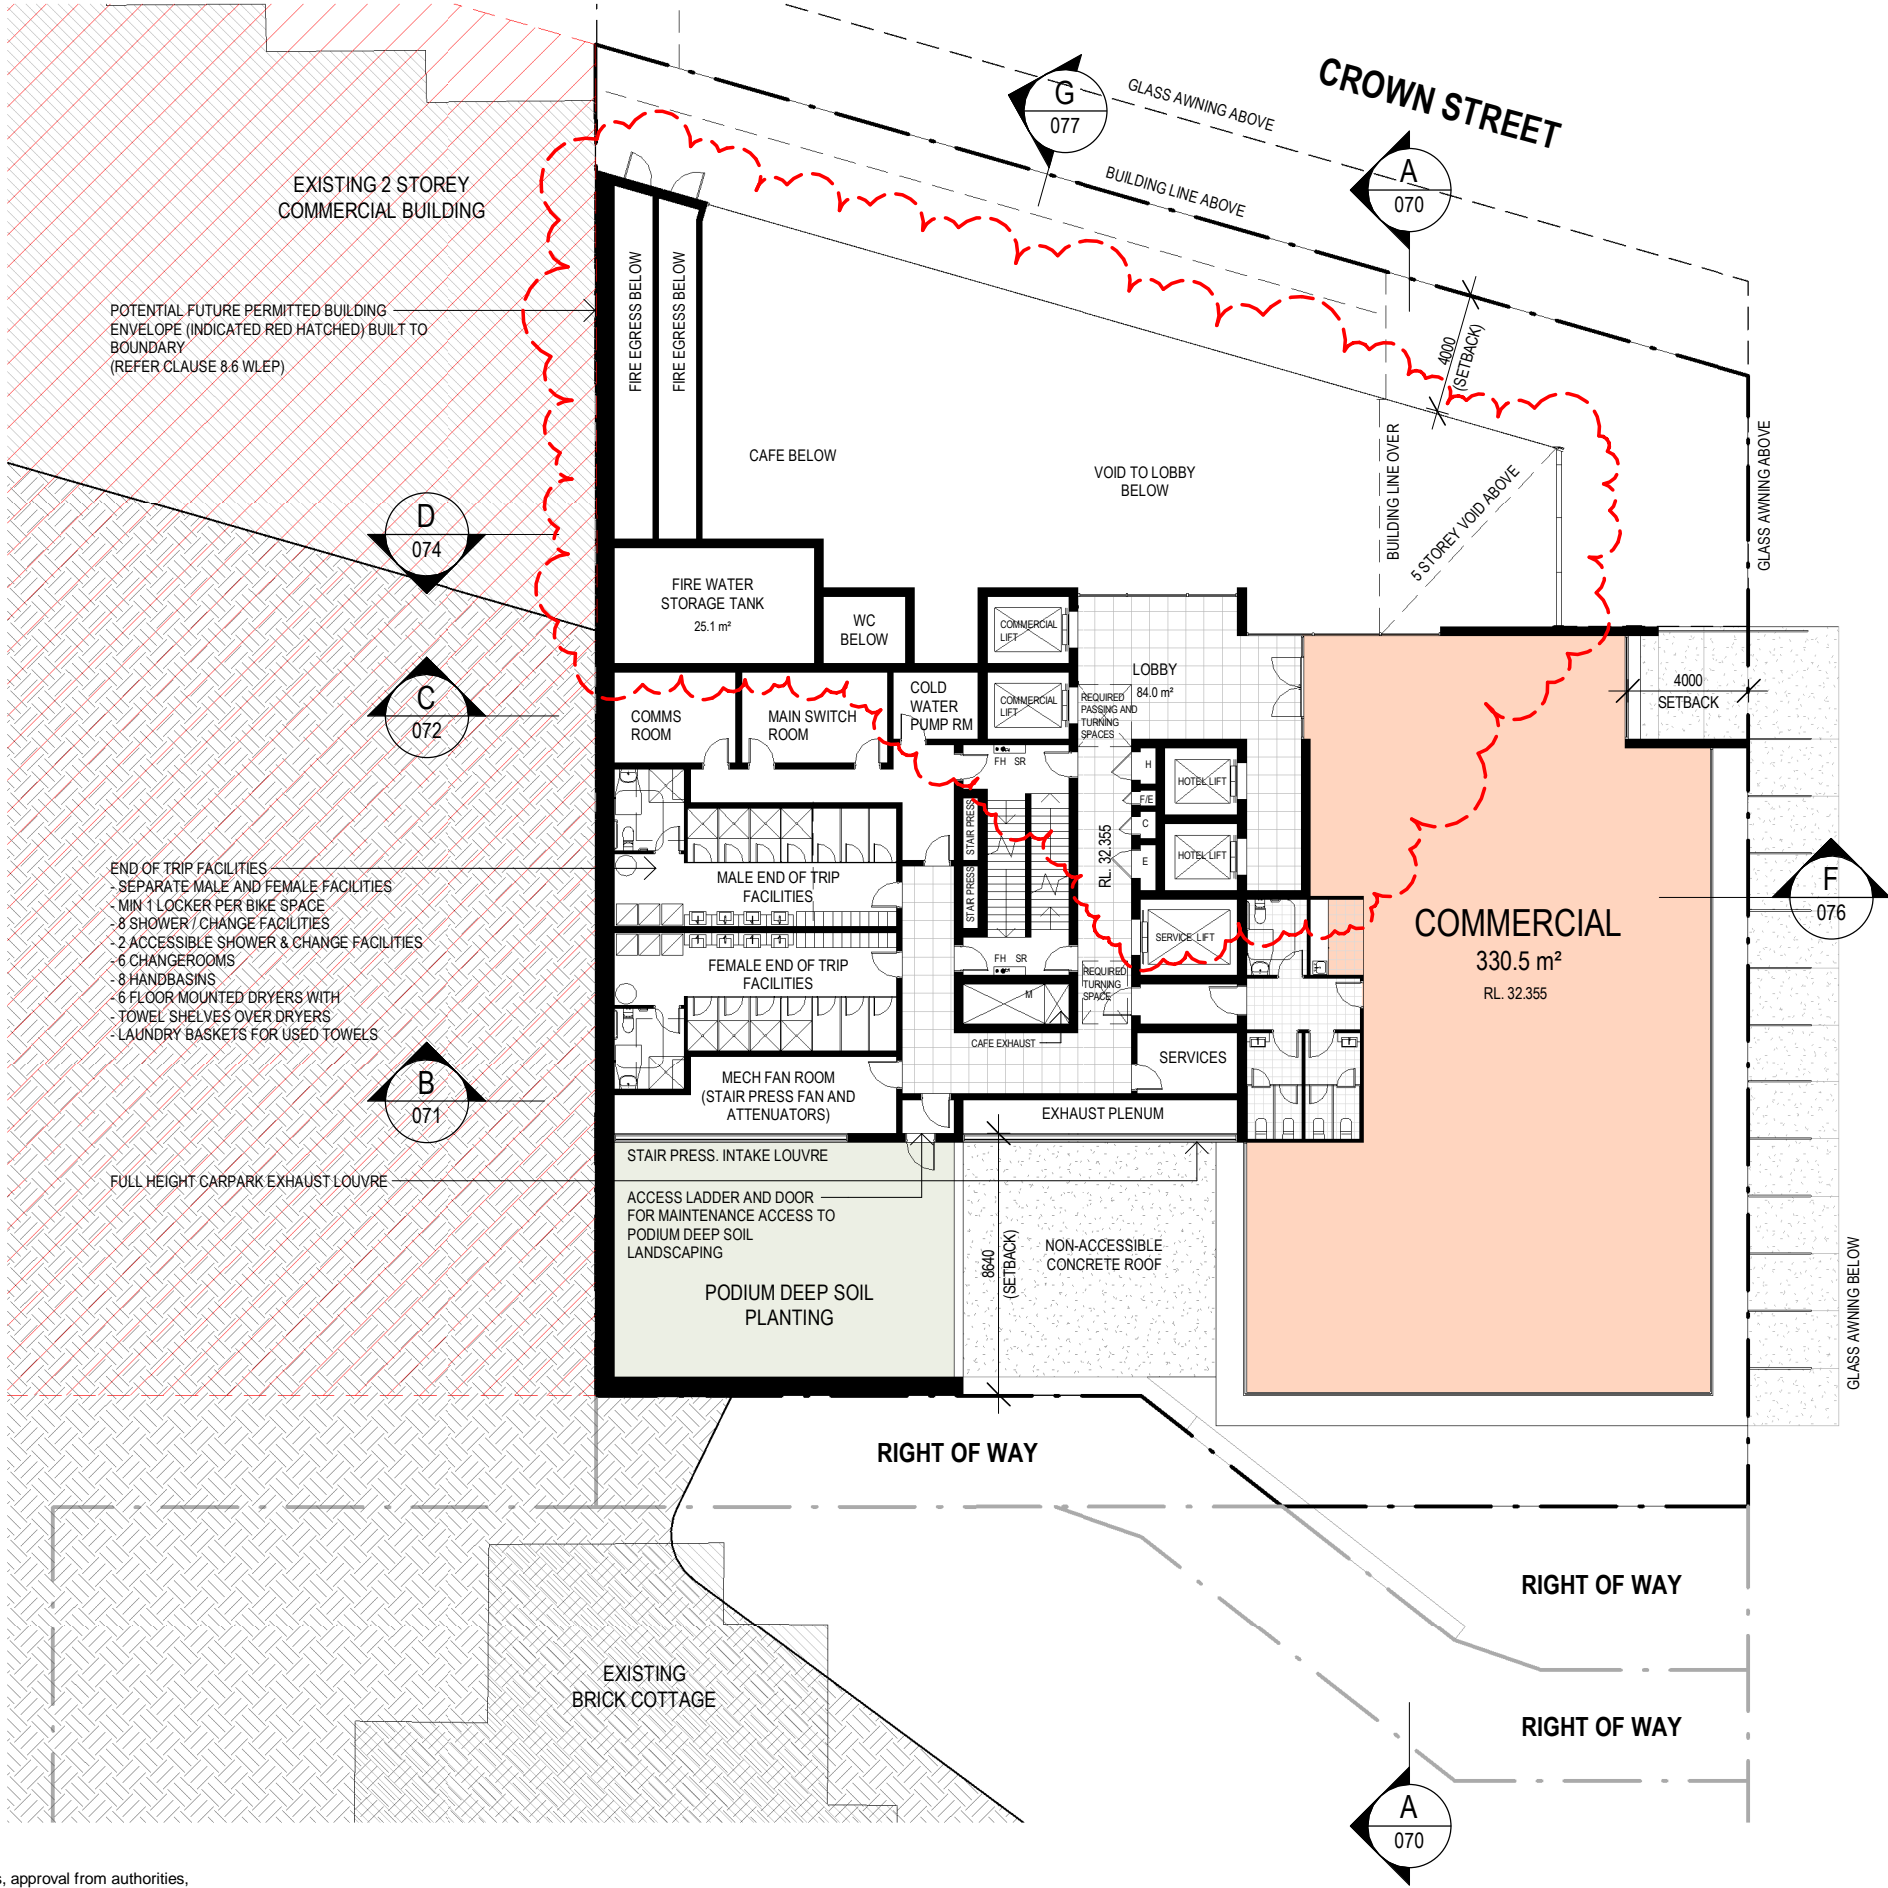 CROWN STREET
GLASS AWNING ABOVE
BUILDING LINE ABOVE
G
077
A
070
EXISTING 2 STOREY
COMMERCIAL BUILDING
POTENTIAL FUTURE PERMITTED BUILDING
ENVELOPE (INDICATED RED HATCHED) BUILT TO
BOUNDARY
(REFER CLAUSE 8.6 WLEP)
FIRE EGRESS BELOW
FIRE EGRESS BELOW
4000
(SETBACK)
CAFE BELOW
VOID TO LOBBY
BELOW
BUILDING LINE OVER
5 STOREY VOID ABOVE
GLASS AWNING ABOVE
D
074
FIRE WATER
STORAGE TANK
25.1 m²
WC
BELOW
COMMERCIAL
LIFT
LOBBY
84.0 m²
COMMERCIAL
LIFT
REQUIRED
PASSING AND
TURNING
SPACES
4000
SETBACK
C
072
COMMS
ROOM
MAIN SWITCH
ROOM
COLD
WATER
PUMP RM
FH SR
H
F/E
C
E
HOTEL LIFT
HOTEL LIFT
STAIR PRESS
STAIR PRESS
RL. 32.355
END OF TRIP FACILITIES
- SEPARATE MALE AND FEMALE FACILITIES
- MIN 1 LOCKER PER BIKE SPACE
- 8 SHOWER / CHANGE FACILITIES
- 2 ACCESSIBLE SHOWER & CHANGE FACILITIES
- 6 CHANGEROOMS
- 8 HANDBASINS
- 6 FLOOR MOUNTED DRYERS WITH
- TOWEL SHELVES OVER DRYERS
- LAUNDRY BASKETS FOR USED TOWELS
MALE END OF TRIP
FACILITIES
FEMALE END OF TRIP
FACILITIES
SERVICE LIFT
FH SR
REQUIRED
TURNING
SPACE
M
CAFE EXHAUST
COMMERCIAL
330.5 m²
RL. 32.355
F
076
SERVICES
B
071
MECH FAN ROOM
(STAIR PRESS FAN AND
ATTENUATORS)
EXHAUST PLENUM
STAIR PRESS. INTAKE LOUVRE
FULL HEIGHT CARPARK EXHAUST LOUVRE
ACCESS LADDER AND DOOR
FOR MAINTENANCE ACCESS TO
PODIUM DEEP SOIL
LANDSCAPING
PODIUM DEEP SOIL
PLANTING
8640
(SETBACK)
NON-ACCESSIBLE
CONCRETE ROOF
GLASS AWNING BELOW
RIGHT OF WAY
RIGHT OF WAY
EXISTING
BRICK COTTAGE
RIGHT OF WAY
A
070
, approval from authorities,